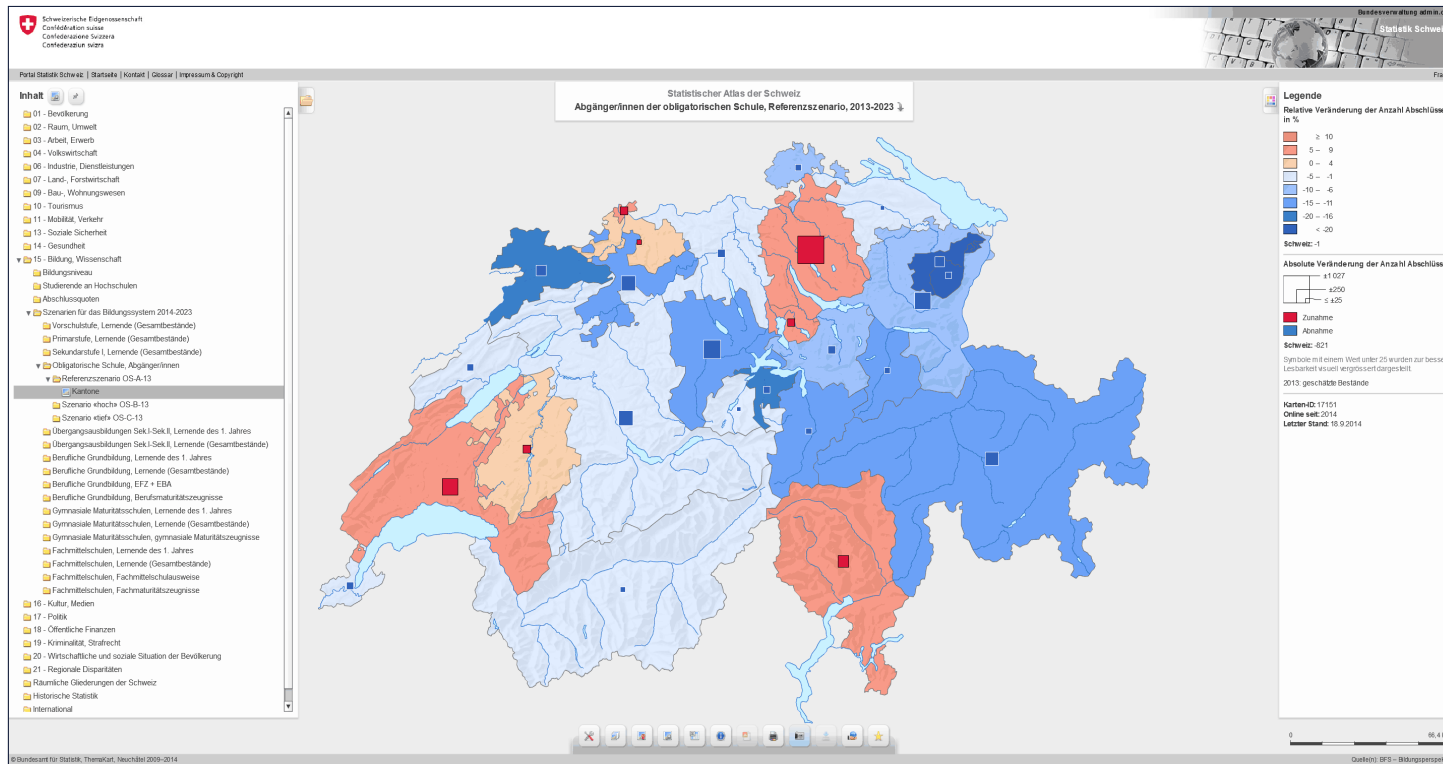 Schweizerische Eidgenossenschaft
Confédération suisse
Confederazione Svizzera
Confederaziun svizra
Bundesverwaltung admin.c
Statistik Schwei
Portal Statistik Schweiz | Startseite | Kontakt | Glossar | Impressum & Copyright
Fra
Inhalt
01 - Bevölkerung
02 - Raum, Umwelt
03 - Arbeit, Erwerb
04 - Volkswirtschaft
06 - Industrie, Dienstleistungen
07 - Land-, Forstwirtschaft
09 - Bau-, Wohnungswesen
10 - Tourismus
11 - Mobilität, Verkehr
13 - Soziale Sicherheit
14 - Gesundheit
15 - Bildung, Wissenschaft
Bildungsniveau
Studierende an Hochschulen
Abschlussquoten
Szenarien für das Bildungssystem 2014-2023
Vorschulstufe, Lernende (Gesamtbestände)
Primarstufe, Lernende (Gesamtbestände)
Sekundarstufe I, Lernende (Gesamtbestände)
Obligatorische Schule, Abgänger/innen
Referenzszenario OS-A-13
Kantone
Szenario «hoch» OS-B-13
Szenario «tief» OS-C-13
Übergangsausbildungen Sek.I-Sek.II, Lernende des 1. Jahres
Übergangsausbildungen Sek.I-Sek.II, Lernende (Gesamtbestände)
Berufliche Grundbildung, Lernende des 1. Jahres
Berufliche Grundbildung, Lernende (Gesamtbestände)
Berufliche Grundbildung, EFZ + EBA
Berufliche Grundbildung, Berufsmaturitätszeugnisse
Gymnasiale Maturitätsschulen, Lernende des 1. Jahres
Gymnasiale Maturitätsschulen, Lernende (Gesamtbestände)
Gymnasiale Maturitätsschulen, gymnasiale Maturitätszeugnisse
Fachmittelschulen, Lernende des 1. Jahres
Fachmittelschulen, Lernende (Gesamtbestände)
Fachmittelschulen, Fachmittelschulausweise
Fachmittelschulen, Fachmaturitätszeugnisse
16 - Kultur, Medien
17 - Politik
18 - Öffentliche Finanzen
19 - Kriminalität, Strafrecht
20 - Wirtschaftliche und soziale Situation der Bevölkerung
21 - Regionale Disparitäten
Räumliche Gliederungen der Schweiz
Historische Statistik
International
Statistischer Atlas der Schweiz
Abgänger/innen der obligatorischen Schule, Referenzszenario, 2013-2023
Legende
Relative Veränderung der Anzahl Abschlüsse
in %
≥ 10
5 – 9
0 – 4
-5 – -1
-10 – -6
-15 – -11
-20 – -16
< -20
Schweiz: -1
Absolute Veränderung der Anzahl Abschlüss
±1 027
±250
≤ ±25
Zunahme
Abnahme
Schweiz: -821
Symbole mit einem Wert unter 25 wurden zur besse
Lesbarkeit visuell vergrössert dargestellt.
2013: geschätzte Bestände
Karten-ID: 17151
Online seit: 2014
Letzter Stand: 18.9.2014
0 66,4
© Bundesamt für Statistik, ThemaKart, Neuchâtel 2009–2014
Quelle(n): BFS – Bildungsperspe